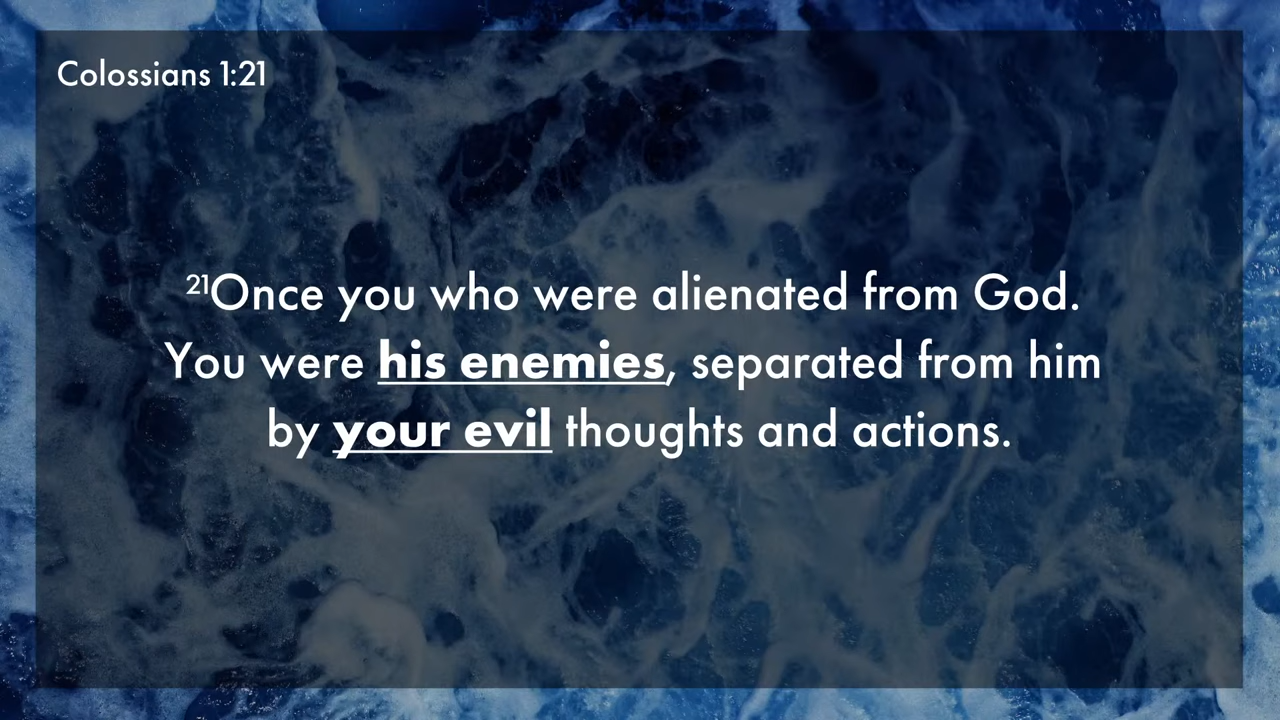 Colossians 1:21
21Once you who were alienated from God.
You were his enemies, separated from him
by your evil thoughts and actions.